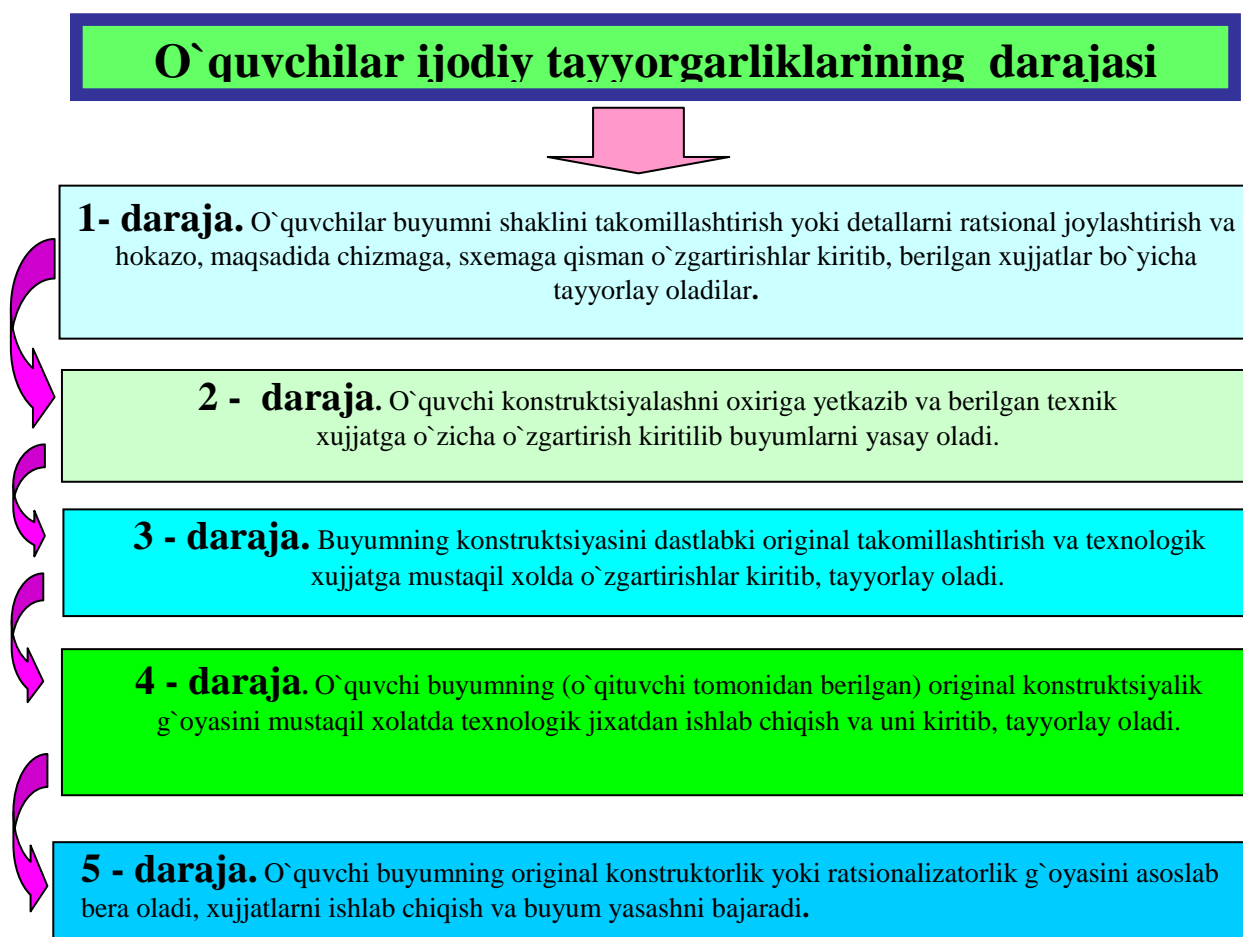 O`quvchilar ijodiy tayyorgarliklarining darajasi
1- daraja. O`quvchilar buyumni shaklini takomillashtirish yoki detallarni ratsional joylashtirish va
hokazo, maqsadida chizmaga, sxemaga qisman o`zgartirishlar kiritib, berilgan xujjatlar bo`yicha
tayyorlay oladilar.
2 - daraja. O`quvchi konstruktsiyalashni oxiriga yetkazib va berilgan texnik
xujjatga o`zicha o`zgartirish kiritilib buyumlarni yasay oladi.
3 - daraja. Buyumning konstruktsiyasini dastlabki original takomillashtirish va texnologik
xujjatga mustaqil xolda o`zgartirishlar kiritib, tayyorlay oladi.
4 - daraja. O`quvchi buyumning (o`qituvchi tomonidan berilgan) original konstruktsiyalik
g`oyasini mustaqil xolatda texnologik jixatdan ishlab chiqish va uni kiritib, tayyorlay oladi.
5 - daraja. O`quvchi buyumning original konstruktorlik yoki ratsionalizatorlik g`oyasini asoslab
bera oladi, xujjatlarni ishlab chiqish va buyum yasashni bajaradi.